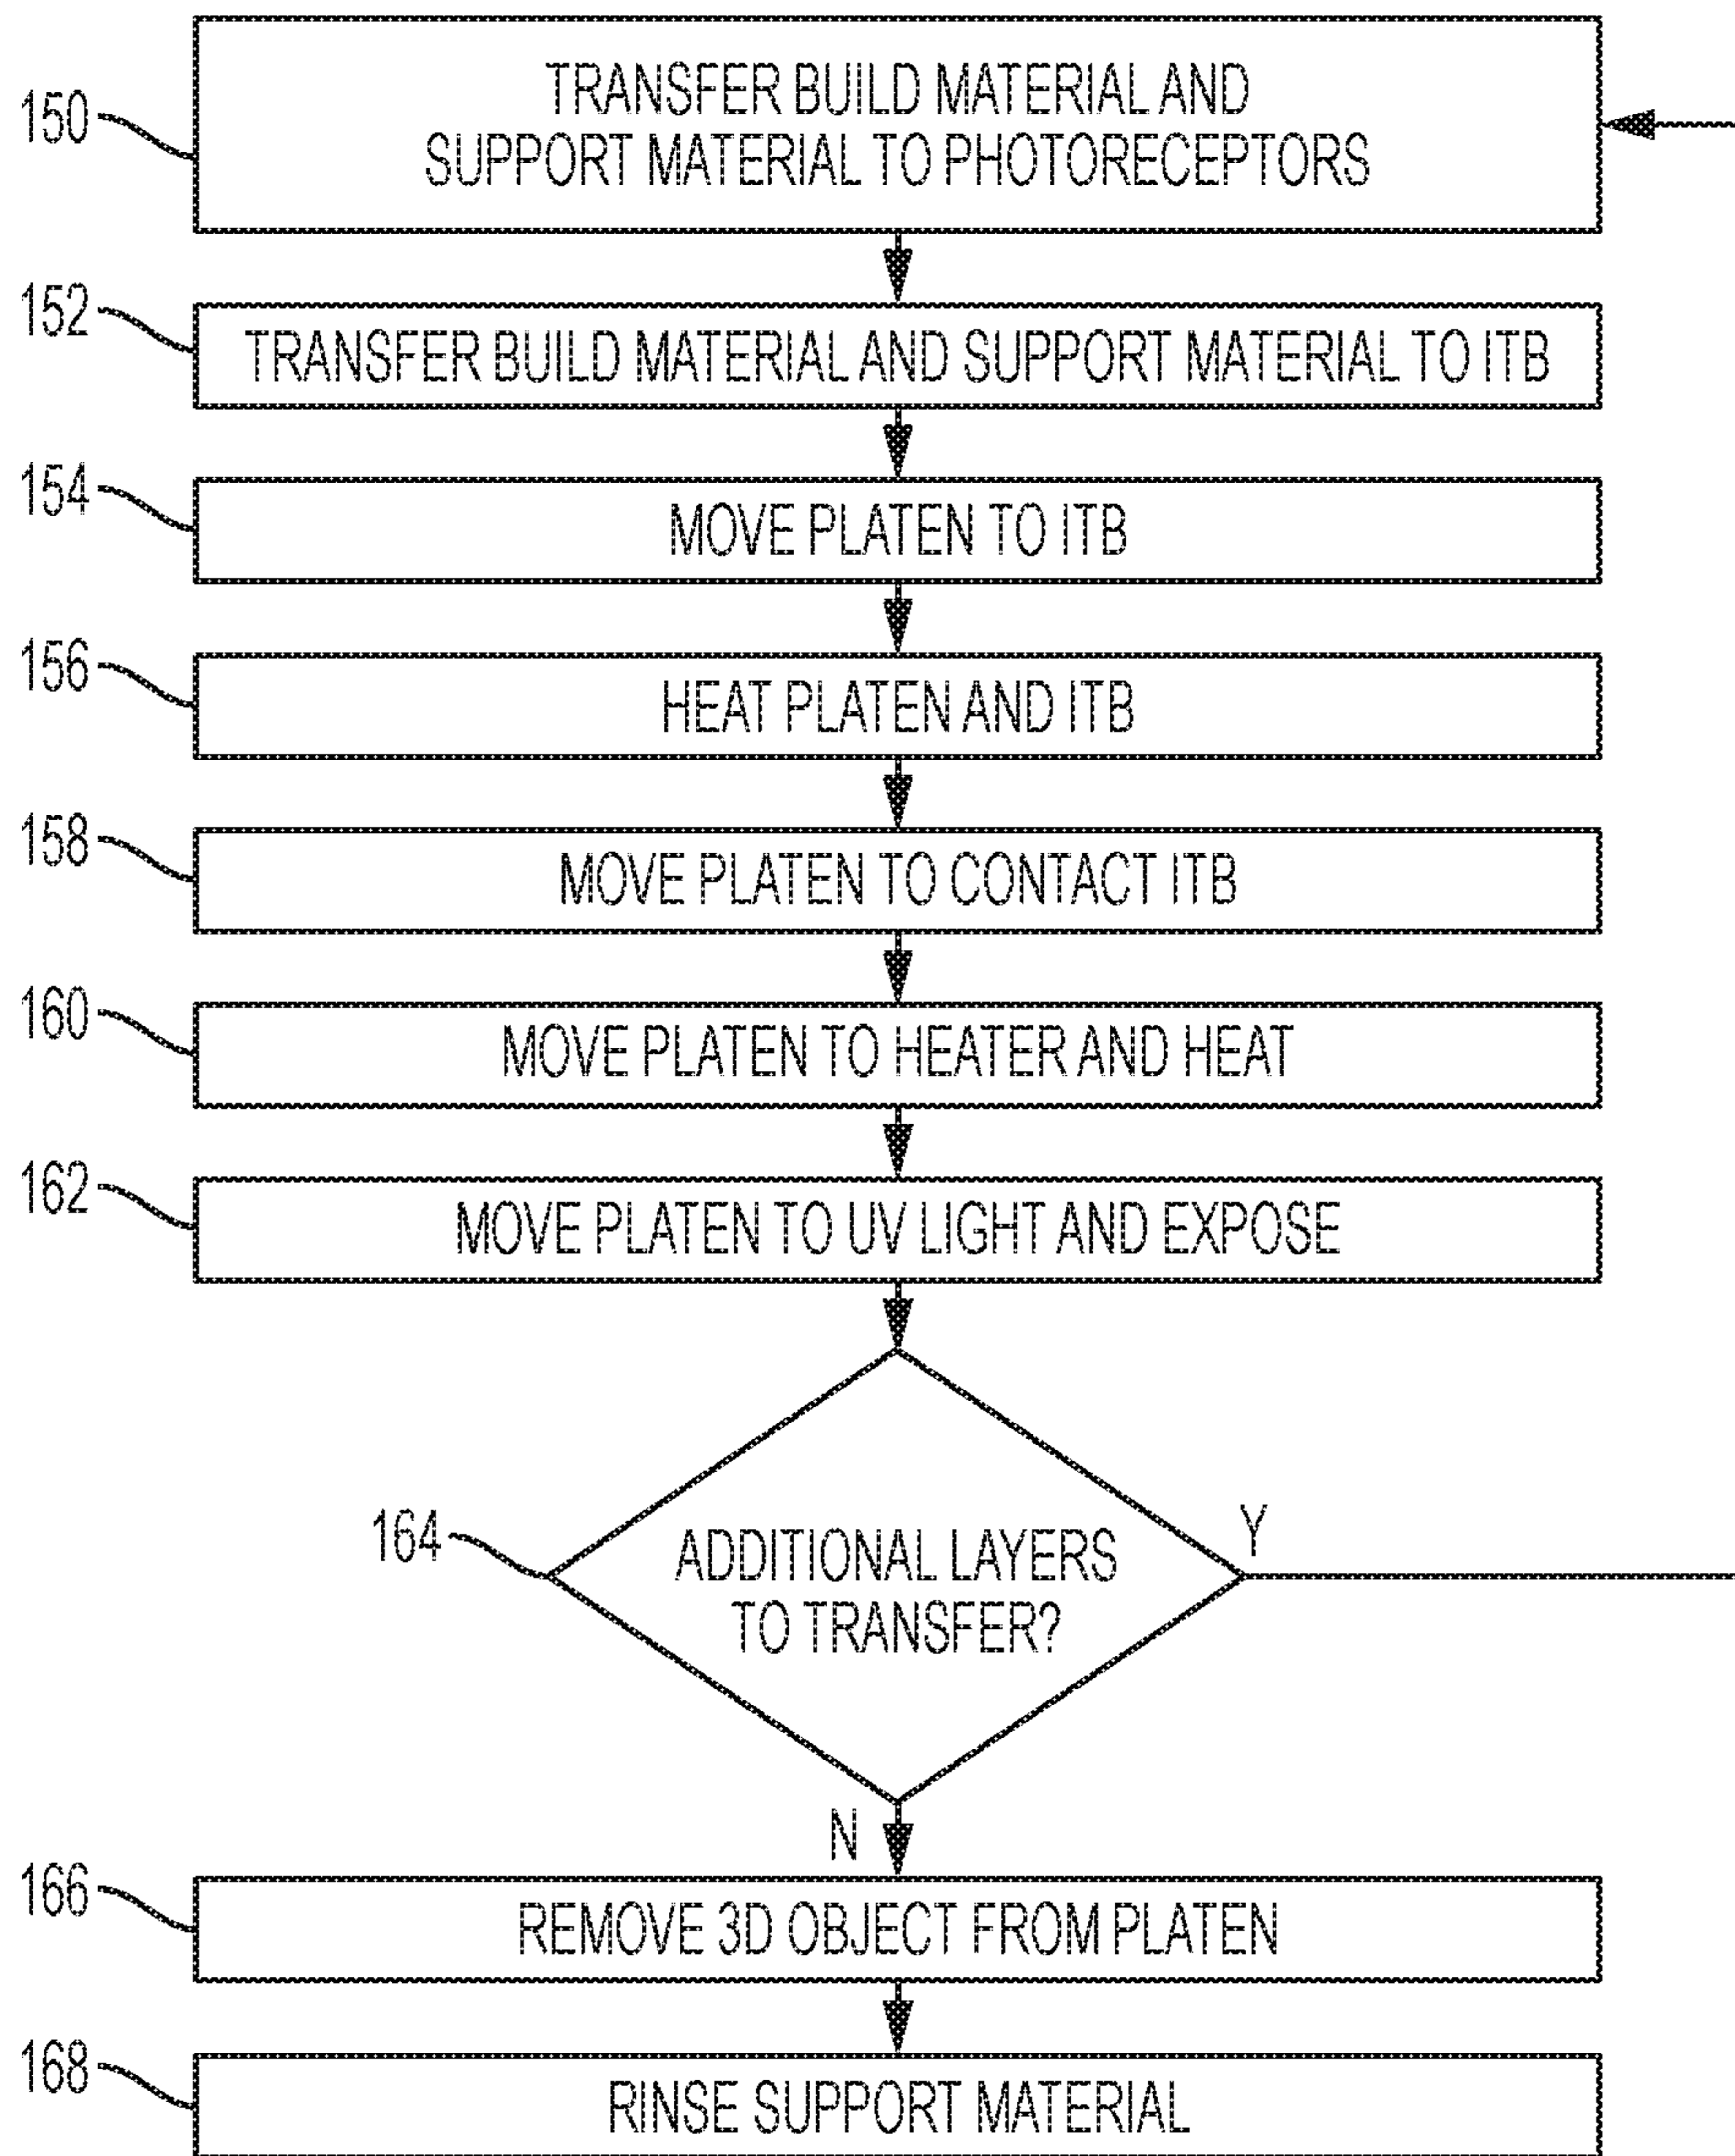 150
TRANSFER BUILD MATERIAL AND
SUPPORT MATERIAL TO PHOTORECEPTORS
152
TRANSFER BUILD MATERIAL AND SUPPORT MATERIAL TO ITB
154
MOVE PLATEN TO ITB
156
HEAT PLATEN AND ITB
158
MOVE PLATEN TO CONTACT ITB
160
MOVE PLATEN TO HEATER AND HEAT
162
MOVE PLATEN TO UV LIGHT AND EXPOSE
164
ADDITIONAL LAYERS
TO TRANSFER?
Y
N
166
REMOVE 3D OBJECT FROM PLATEN
168
RINSE SUPPORT MATERIAL